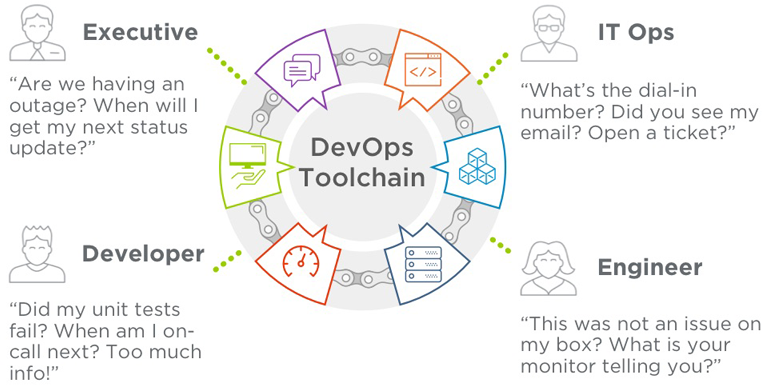 Executive
“Are we having an
outage? When will I
get my next status
update?”
IT Ops
“What’s the dial-in
number? Did you see my
email? Open a ticket?”
</>
DevOps
Toolchain
Developer
“Did my unit tests
fail? When am I on-
call next? Too much
info!”
Engineer
“This was not an issue on
my box? What is your
monitor telling you?”